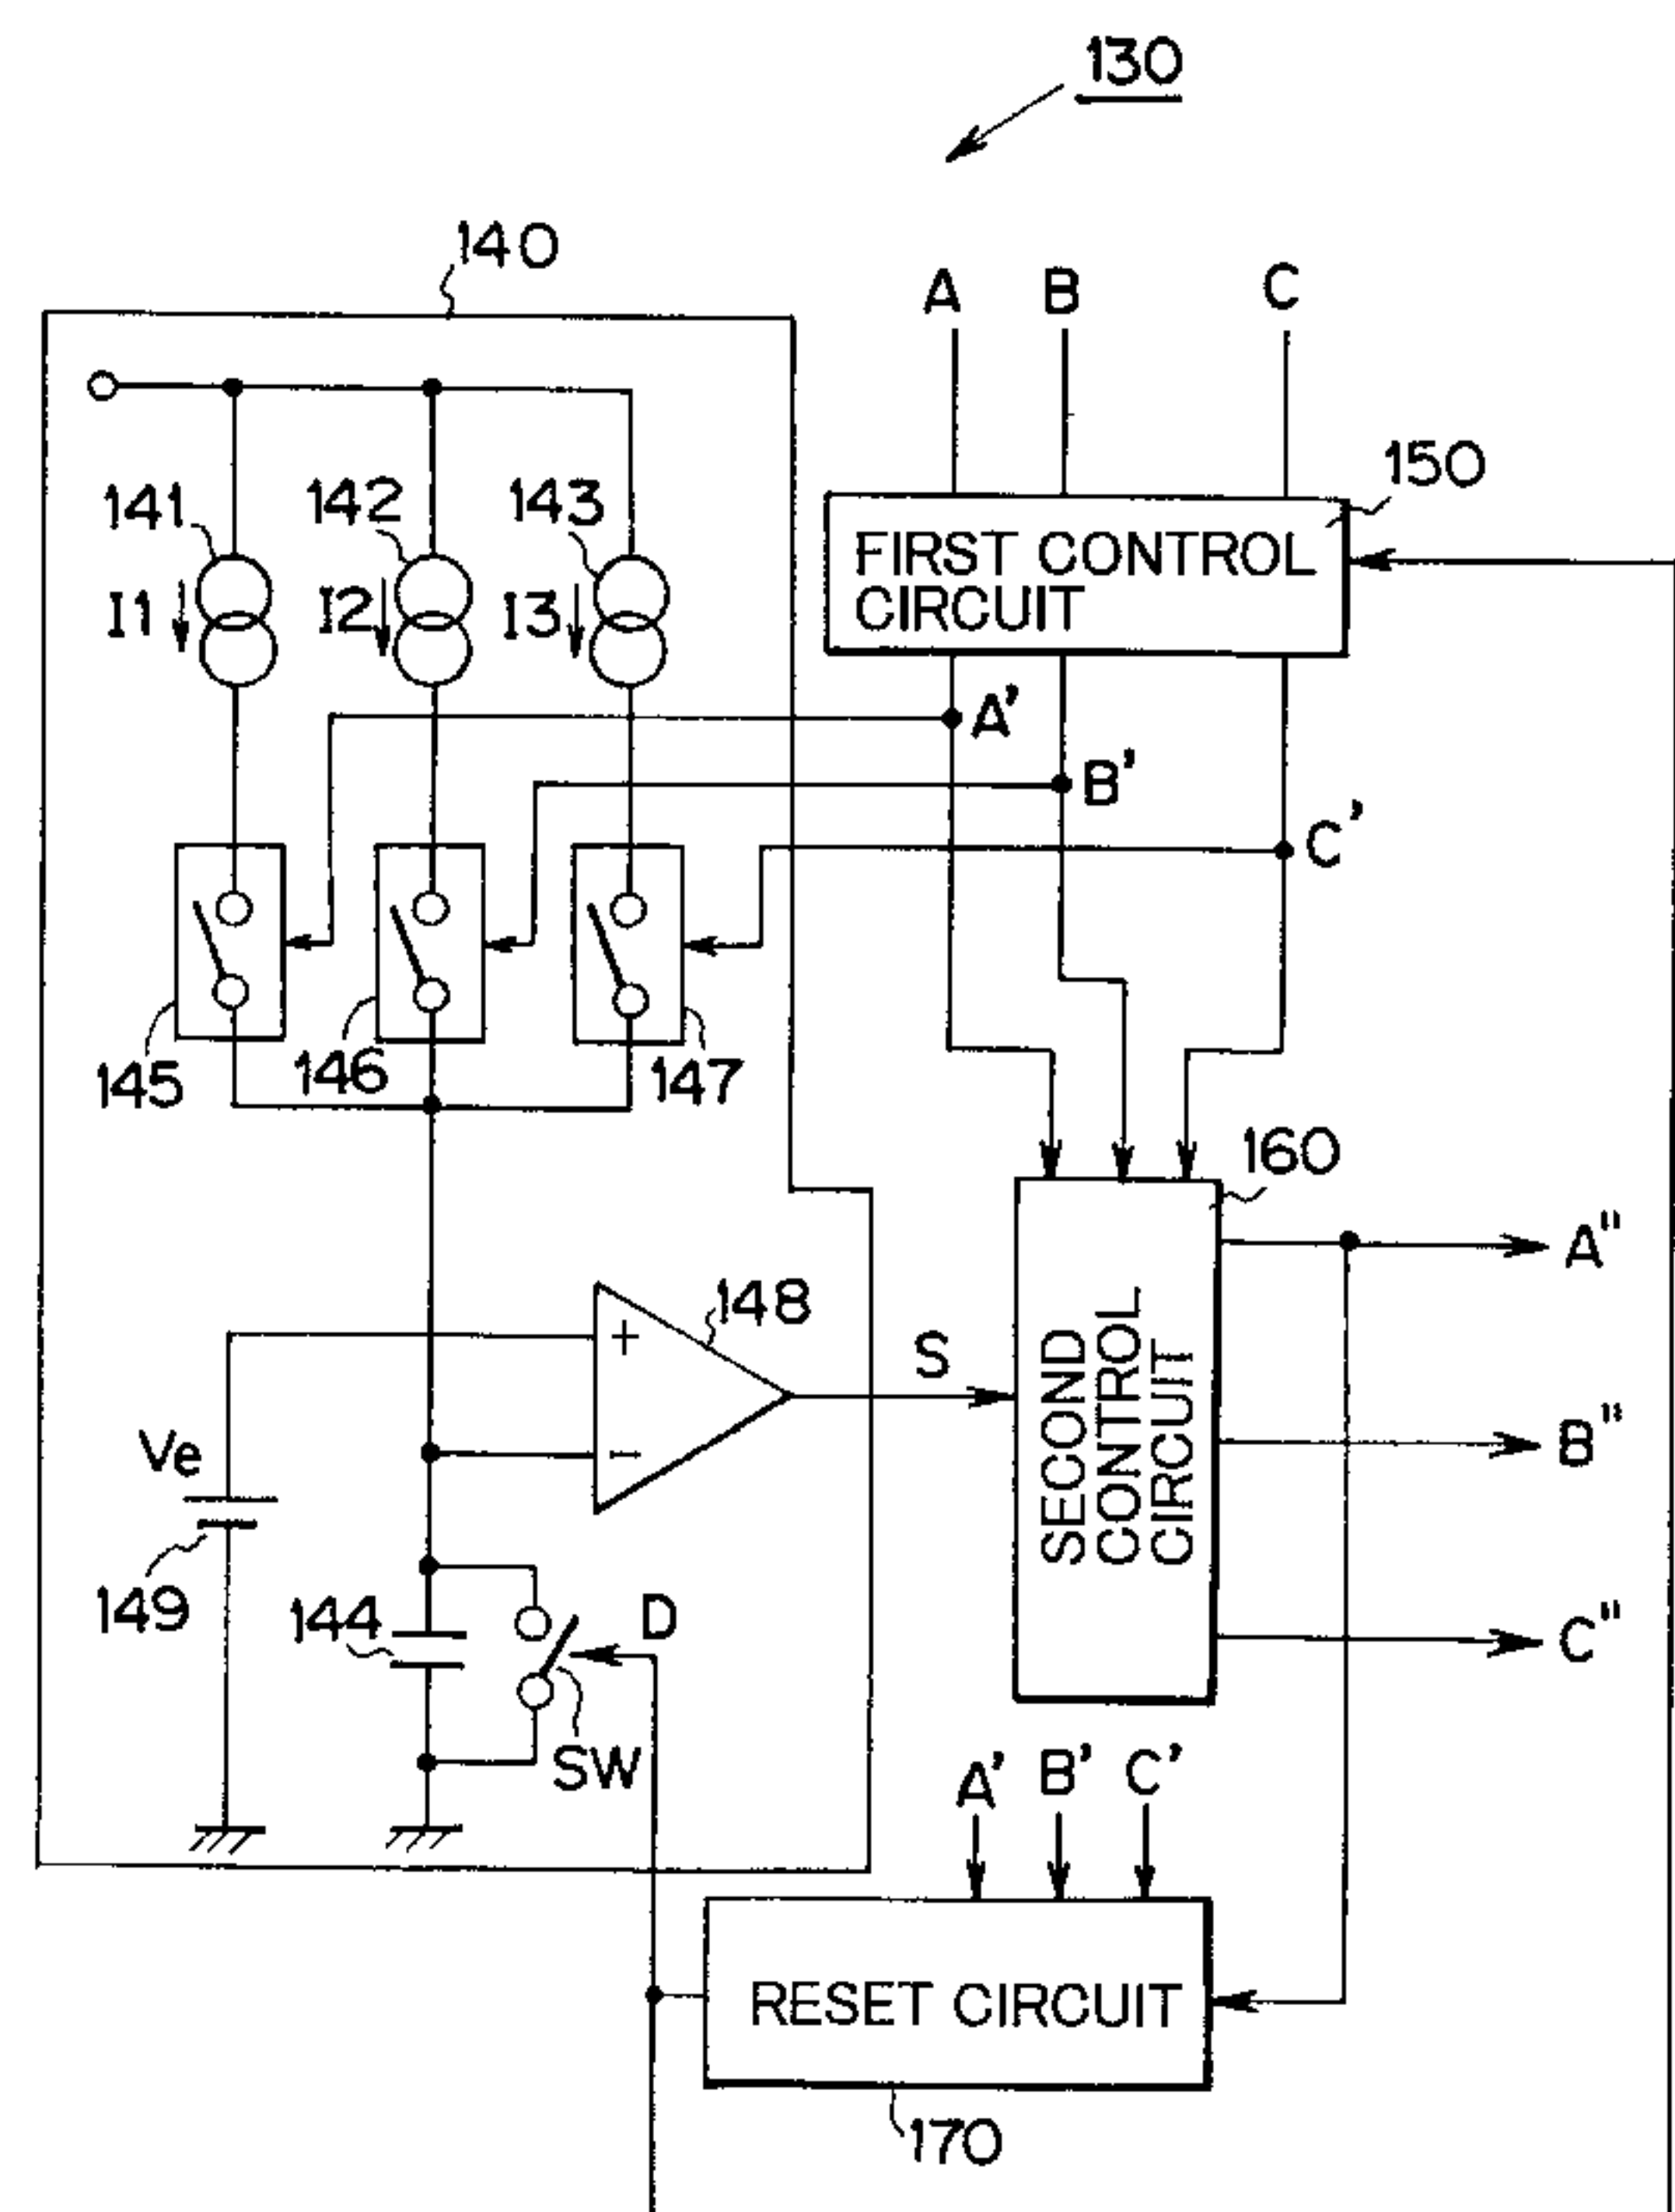 130
140
A B C
150
141 142 143
FIRST CONTROL
CIRCUIT
I1 I2 I3
A'
B'
C'
145 146 147
160
A"
148
+
S
SECOND
CONTROL
CIRCUIT
Ve
−
B"
149
144
D
C"
SW
A' B' C'
RESET CIRCUIT
170